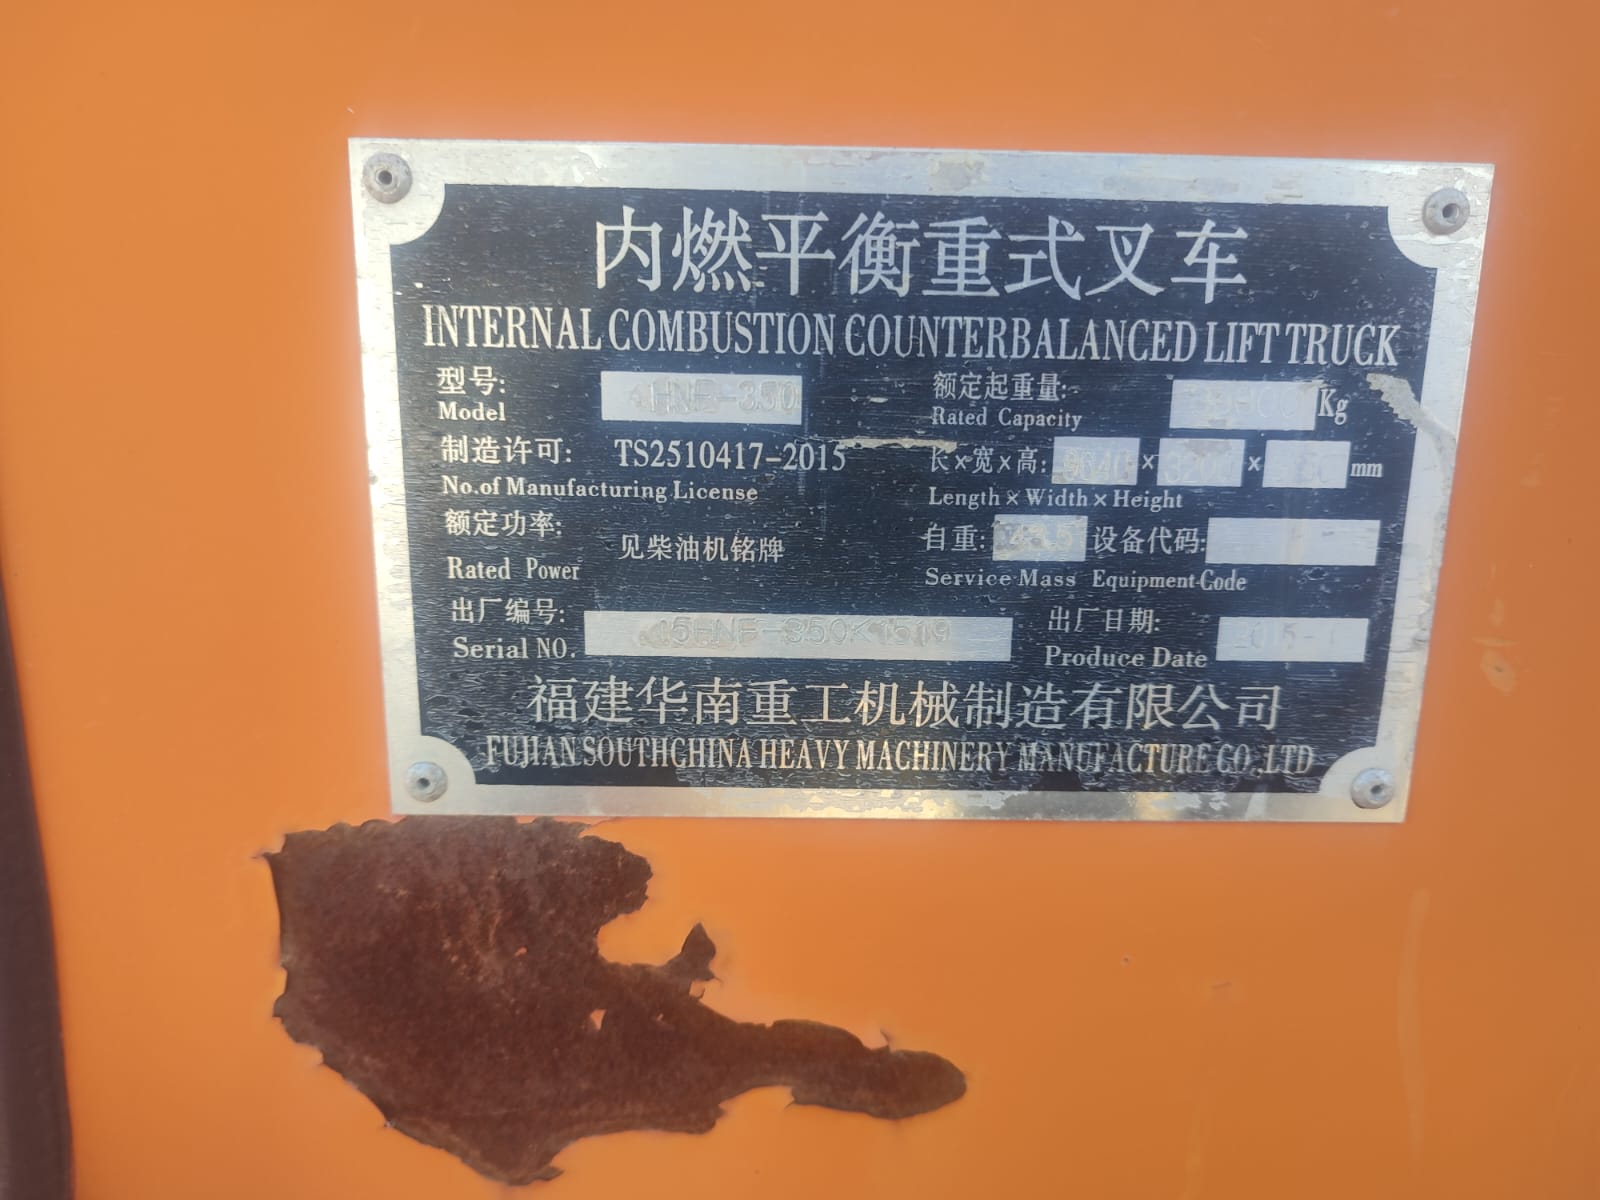 内燃平衡重式叉车
INTERNAL COMBUSTION COUNTERBALANCED LIFT TRUCK
型号: 额定起重量: Kg
Model Rated Capacity
制造许可: TS2510417-2015 长×宽×高: 9640 × × mm
No.of Manufacturing License Length×Width×Height
额定功率: 见柴油机铭牌 自重: 48.5 设备代码:
Rated Power Service Mass Equipment Code
出厂编号: 出厂日期:
Serial NO. Produce Date
福建华南重工机械制造有限公司
FUJIAN SOUTHCHINA HEAVY MACHINERY MANUFACTURE CO.,LTD